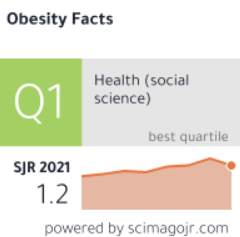 Obesity Facts
Q1
Health (social
science)
best quartile
SJR 2021
1.2
powered by scimagojr.com